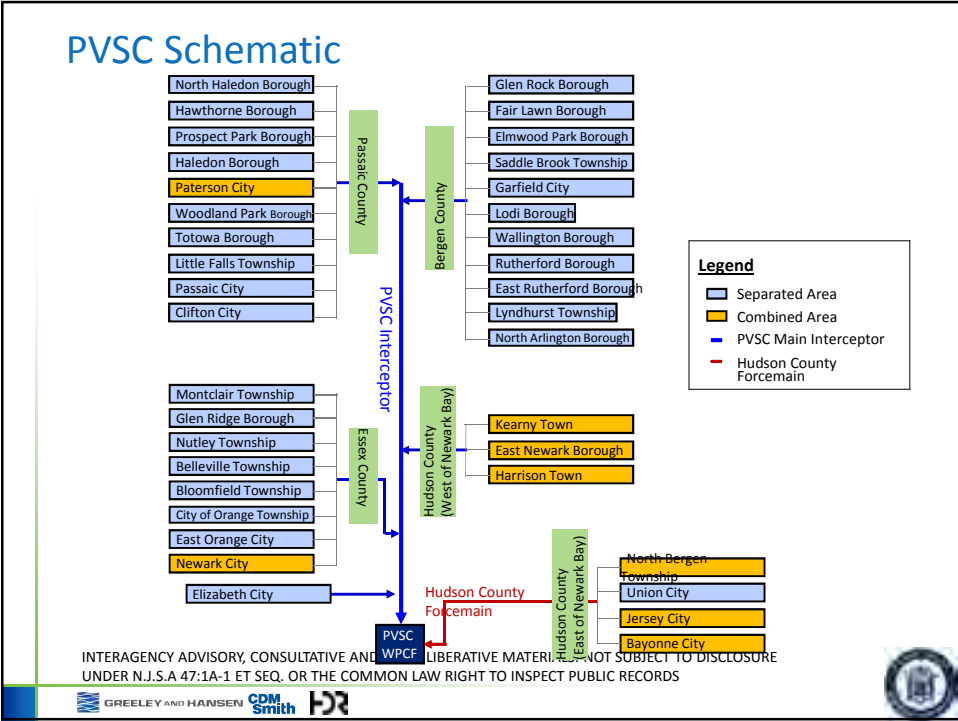 PVSC Schematic
North Haledon Borough
Hawthorne Borough
Prospect Park Borough
Haledon Borough
Paterson City
Woodland Park Borough
Totowa Borough
Little Falls Township
Passaic City
Clifton City
Passaic County
Bergen County
Glen Rock Borough
Fair Lawn Borough
Elmwood Park Borough
Saddle Brook Township
Garfield City
Lodi Borough
Wallington Borough
Rutherford Borough
East Rutherford Borough
Lyndhurst Township
North Arlington Borough
Legend
Separated Area
Combined Area
PVSC Main Interceptor
Hudson County
Forcemain
PVSC Interceptor
Montclair Township
Glen Ridge Borough
Nutley Township
Belleville Township
Bloomfield Township
City of Orange Township
East Orange City
Newark City
Essex County
Hudson County
(West of Newark Bay)
Kearny Town
East Newark Borough
Harrison Town
Elizabeth City
Hudson County
Forcemain
Hudson County
(East of Newark Bay)
North Bergen
Township
Union City
Jersey City
Bayonne City
PVSC
WPCF
INTERAGENCY ADVISORY, CONSULTATIVE AND LIBERATIVE MATERI NOT SUBJECT TO DISCLOSURE
UNDER N.J.S.A 47:1A-1 ET SEQ. OR THE COMMON LAW RIGHT TO INSPECT PUBLIC RECORDS
GREELEY AND HANSEN
CDM
Smith
HDR